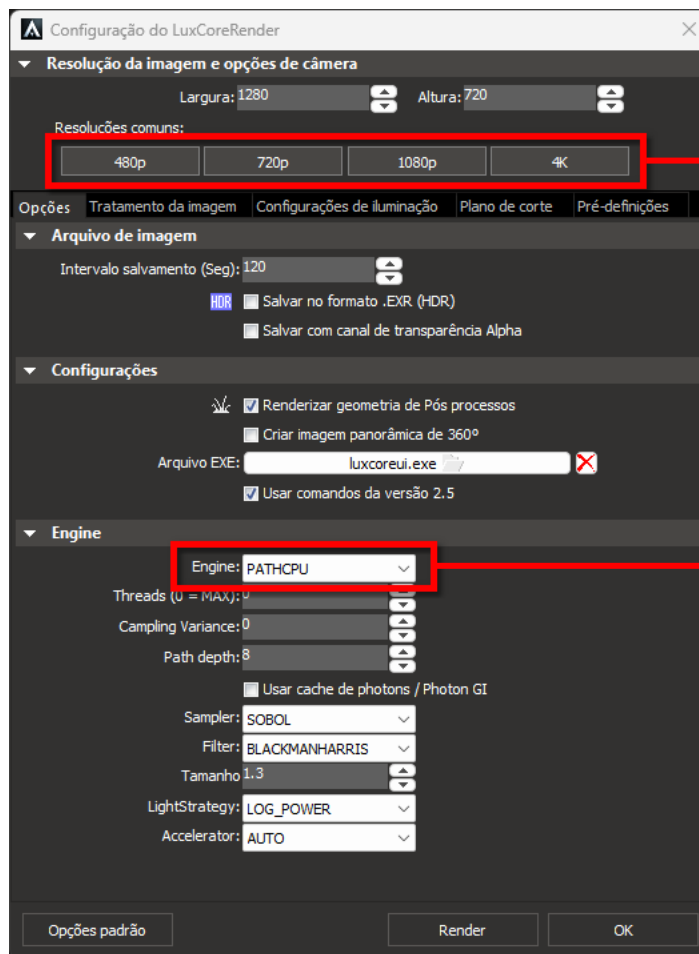 Configuração do LuxCoreRender
Resolução da imagem e opções de câmera
Largura: 1280 Altura: 720
Resoluções comuns:
480p 720p 1080p 4K
Opções Tratamento da imagem Configurações de iluminação Plano de corte Pré-definições
Arquivo de imagem
Intervalo salvamento (Seg): 120
HDR Salvar no formato .EXR (HDR)
Salvar com canal de transparência Alpha
Configurações
Renderizar geometria de Pós processos
Criar imagem panorâmica de 360º
Arquivo EXE: luxcoreui.exe
Usar comandos da versão 2.5
Engine
Engine: PATHCPU
Threads (0 = MAX): 0
Campling Variance: 0
Path depth: 8
Usar cache de photons / Photon GI
Sampler: SOBOL
Filter: BLACKMANHARRIS
Tamanho 1.3
LightStrategy: LOG_POWER
Accelerator: AUTO
Opções padrão Render OK